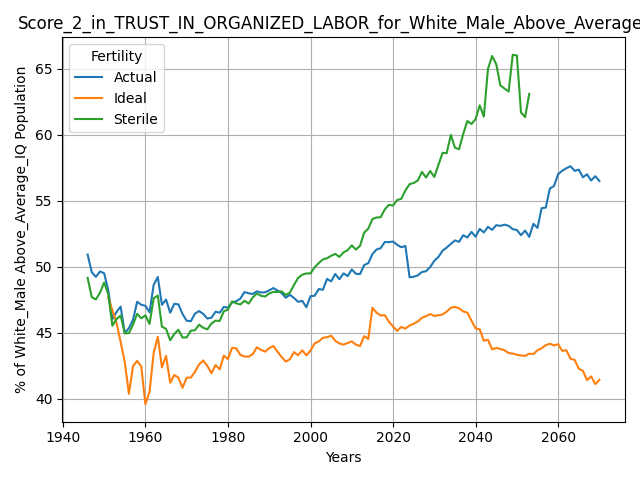 Score_2_in_TRUST_IN_ORGANIZED_LABOR_for_White_Male_Above_Average
Fertility
Actual
Ideal
Sterile
% of White_Male Above_Average_IQ Population
65
60
55
50
45
40
1940
1960
1980
2000
2020
2040
2060
Years